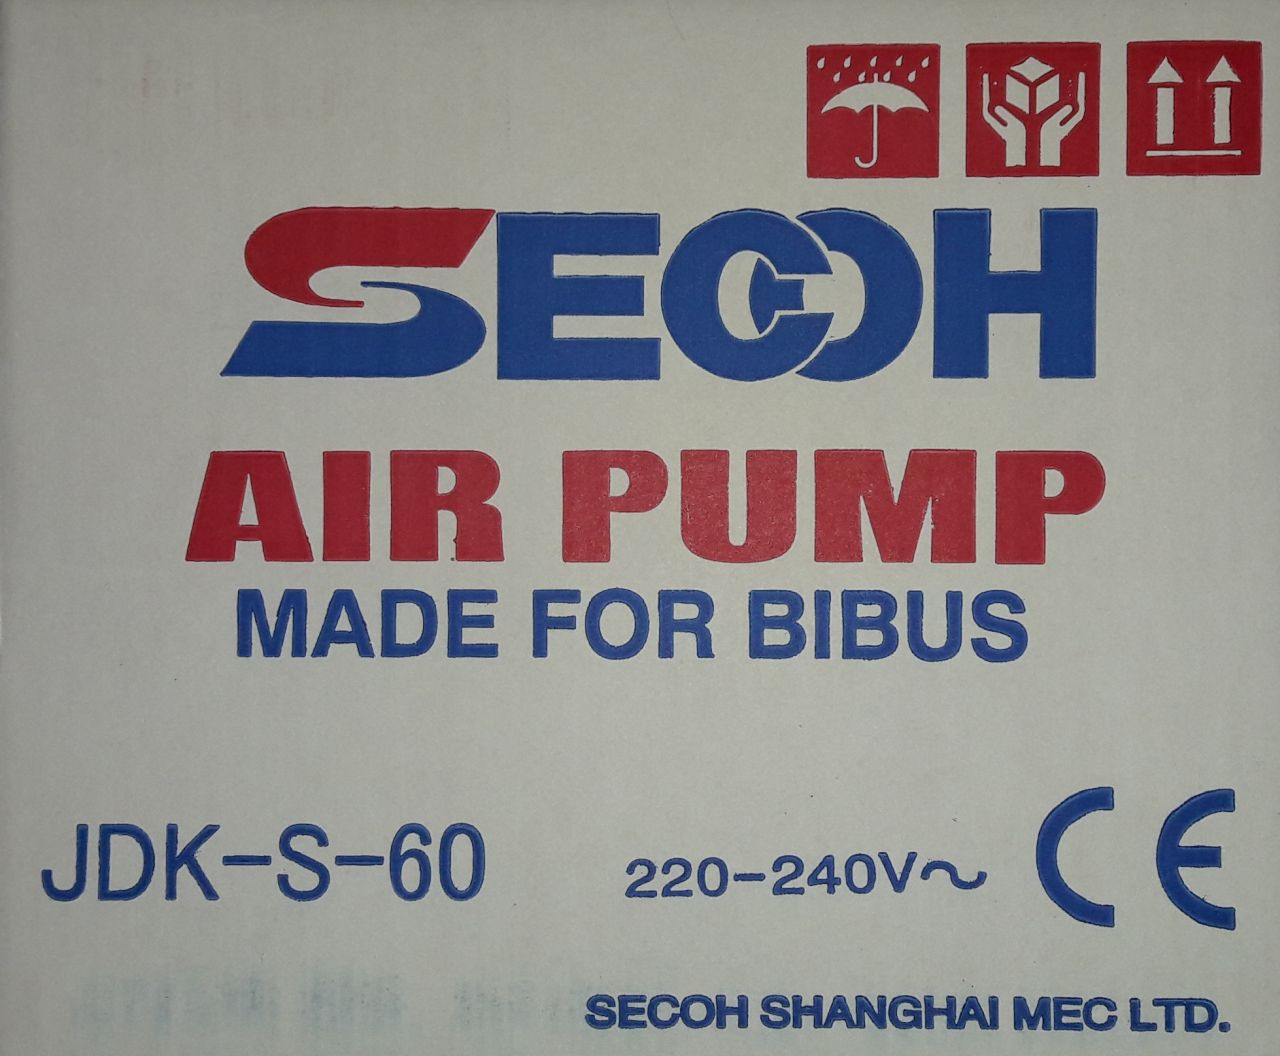 SECOH
AIR PUMP
MADE FOR BIBUS
JDK-S-60
220-240V~
CE
SECOH SHANGHAI MEC LTD.